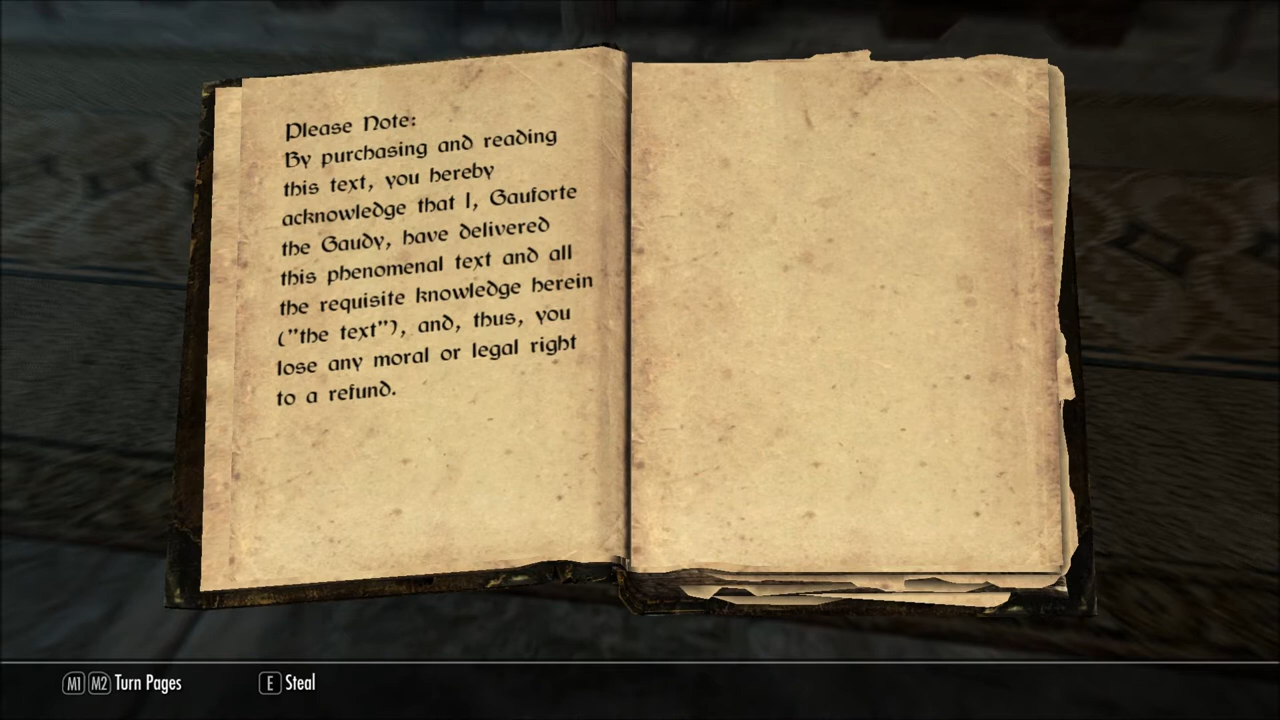 Please Note:
By purchasing and reading
this text, you hereby
acknowledge that I, Gauforte
the Gaudy, have delivered
this phenomenal text and all
the requisite knowledge herein
("the text"), and, thus, you
lose any moral or legal right
to a refund.
M1 M2 Turn Pages
E Steal